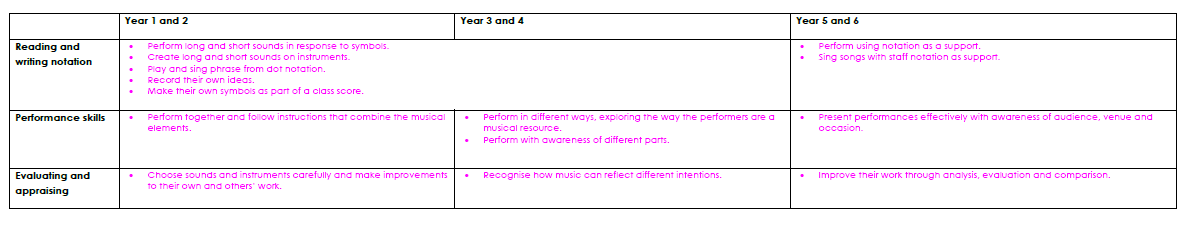 Year 1 and 2
Year 3 and 4
Year 5 and 6
Reading and
writing notation
• Perform long and short sounds in response to symbols.
• Create long and short sounds on instruments.
• Play and sing phrase from dot notation.
• Record their own ideas.
• Make their own symbols as part of a class score.
• Perform using notation as a support.
• Sing songs with staff notation as support.
Performance skills
• Perform together and follow instructions that combine the musical
elements.
• Perform in different ways, exploring the way the performers are a
musical resource.
• Perform with awareness of different parts.
• Present performances effectively with awareness of audience, venue and
occasion.
Evaluating and
appraising
• Choose sounds and instruments carefully and make improvements
to their own and others' work.
• Recognise how music can reflect different intentions.
• Improve their work through analysis, evaluation and comparison.